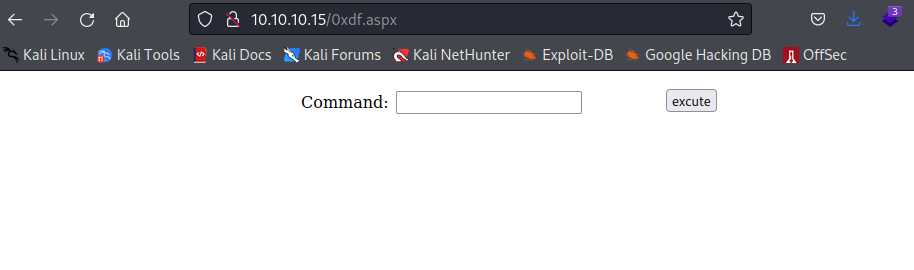 10.10.10.15/0xdf.aspx
3
Kali Linux Kali Tools Kali Docs Kali Forums Kali NetHunter Exploit-DB Google Hacking DB OffSec
Command: excute